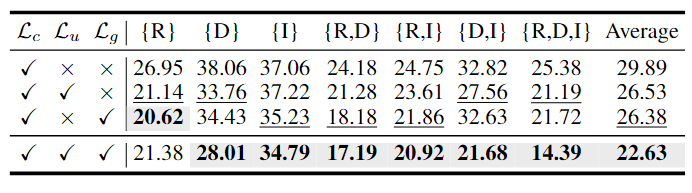 ℒc ℒu ℒg {R} {D} {I} {R,D} {R,I} {D,I} {R,D,I} Average
✓ × × 26.95 38.06 37.06 24.18 24.75 32.82 25.38 29.89
✓ ✓ × 21.14 33.76 37.22 21.28 23.61 27.56 21.19 26.53
✓ × ✓ 20.62 34.43 35.23 18.18 21.86 32.63 21.72 26.38
✓ ✓ ✓ 21.38 28.01 34.79 17.19 20.92 21.68 14.39 22.63